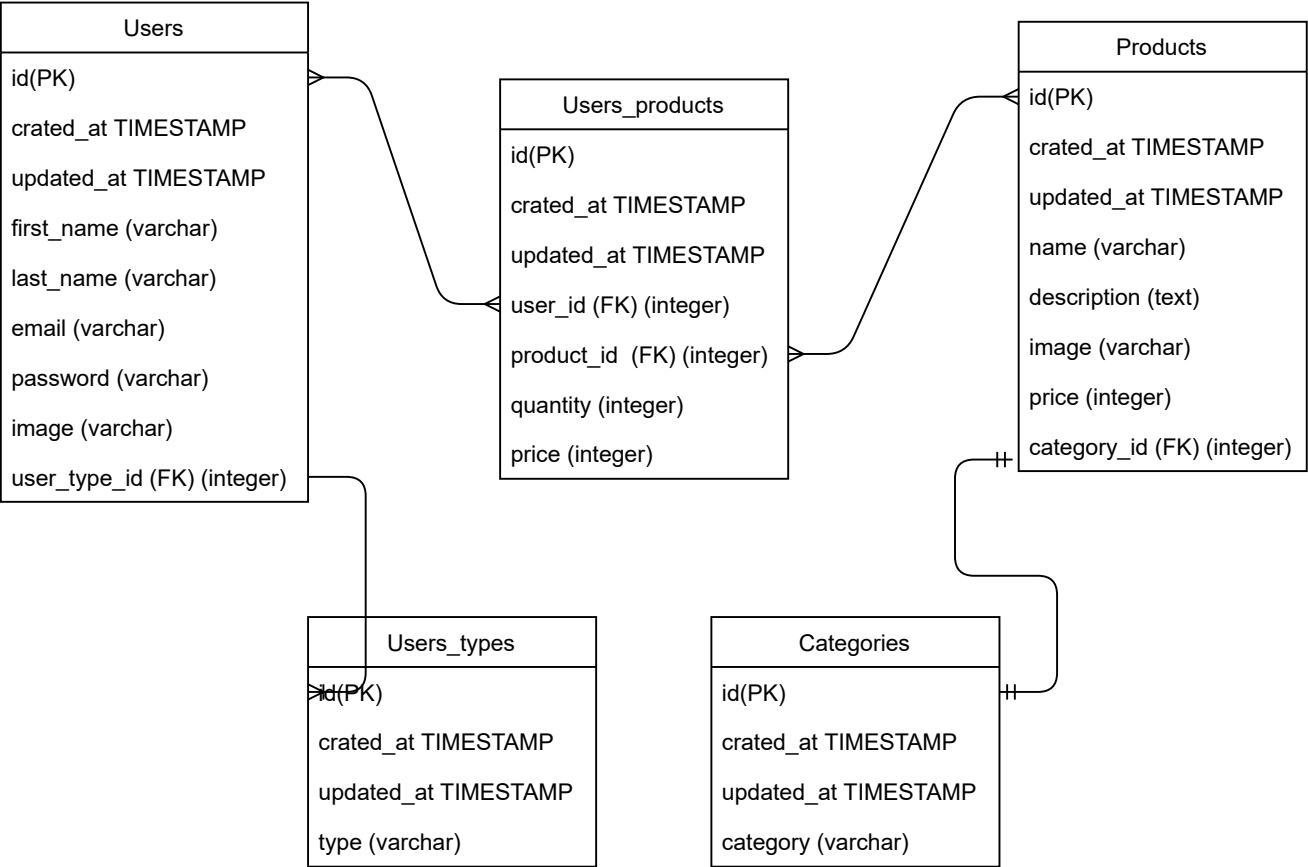 Users
id(PK)
crated_at TIMESTAMP
updated_at TIMESTAMP
first_name (varchar)
last_name (varchar)
email (varchar)
password (varchar)
image (varchar)
user_type_id (FK) (integer)
Users_products
id(PK)
crated_at TIMESTAMP
updated_at TIMESTAMP
user_id (FK) (integer)
product_id (FK) (integer)
quantity (integer)
price (integer)
Products
id(PK)
crated_at TIMESTAMP
updated_at TIMESTAMP
name (varchar)
description (text)
image (varchar)
price (integer)
category_id (FK) (integer)
Users_types
id(PK)
crated_at TIMESTAMP
updated_at TIMESTAMP
type (varchar)
Categories
id(PK)
crated_at TIMESTAMP
updated_at TIMESTAMP
category (varchar)